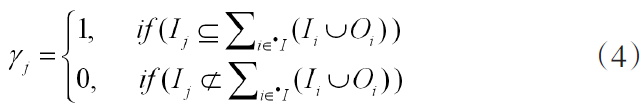 γ_j = { 1, if(I_j ⊆ ∑_{i∈•I}(I_i ∪ O_i))
0, if(I_j ⊄ ∑_{i∈•I}(I_i ∪ O_i)) (4)